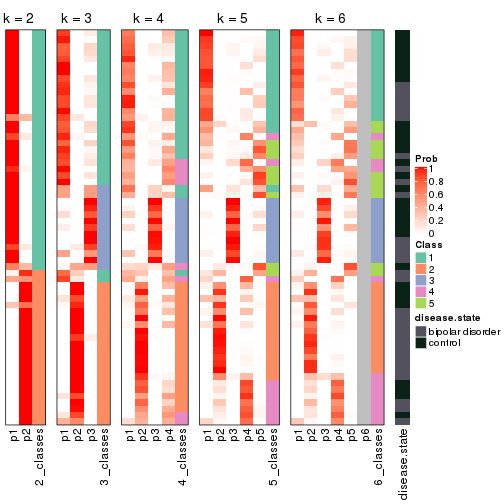 k = 2 k = 3 k = 4 k = 5 k = 6
Prob
1
0.8
0.6
0.4
0.2
0
Class
1
2
3
4
5
disease.state
bipolar disorder
control
p1 p2 2_classes p1 p2 p3 3_classes p1 p2 p3 p4 4_classes p1 p2 p3 p4 p5 5_classes p1 p2 p3 p4 p5 p6 6_classes disease.state